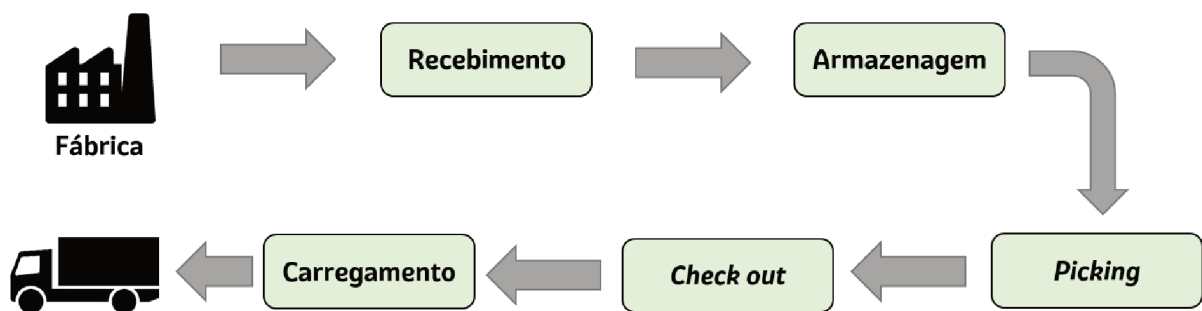 Fábrica
Recebimento
Armazenagem
Picking
Check out
Carregamento